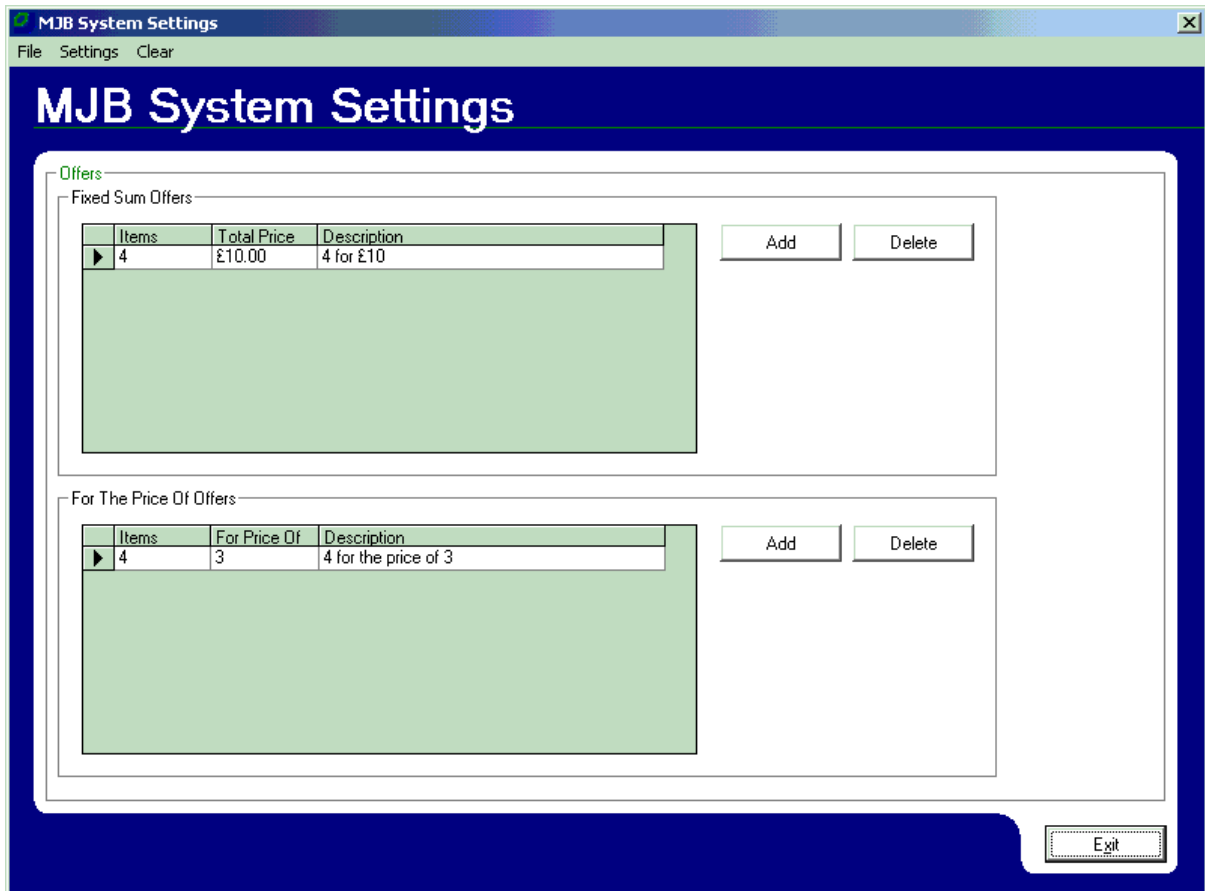 MJB System Settings
File Settings Clear
MJB System Settings
Offers
Fixed Sum Offers
Items Total Price Description
4 £10.00 4 for £10
Add Delete
For The Price Of Offers
Items For Price Of Description
4 3 4 for the price of 3
Add Delete
Exit